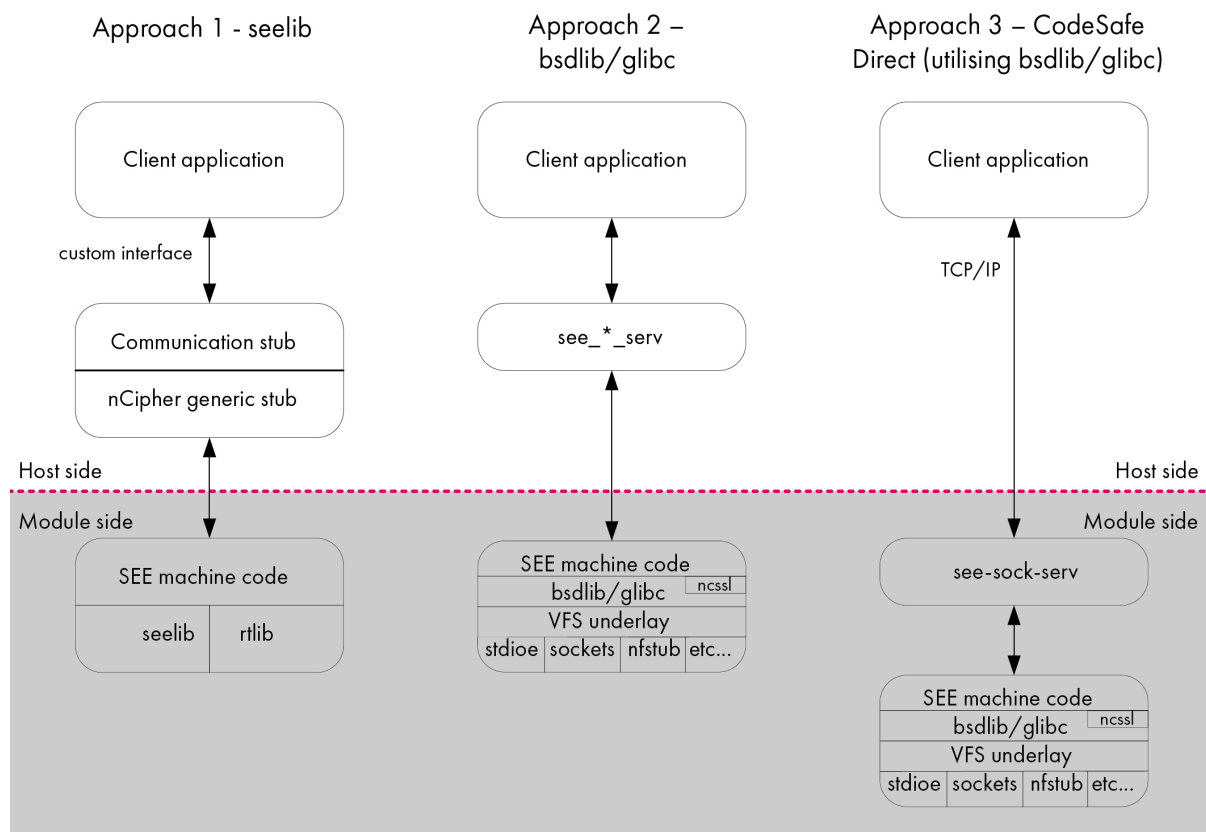 Approach 1 - seelib
Approach 2 –
bsdlib/glibc
Approach 3 – CodeSafe
Direct (utilising bsdlib/glibc)
Client application
Client application
Client application
custom interface
TCP/IP
Communication stub
nCipher generic stub
see_*_serv
Host side
Host side
Module side
Module side
SEE machine code
seelib
rtlib
SEE machine code
bsdlib/glibc
ncssl
VFS underlay
stdioe
sockets
nfstub
etc...
see-sock-serv
SEE machine code
bsdlib/glibc
ncssl
VFS underlay
stdioe
sockets
nfstub
etc...